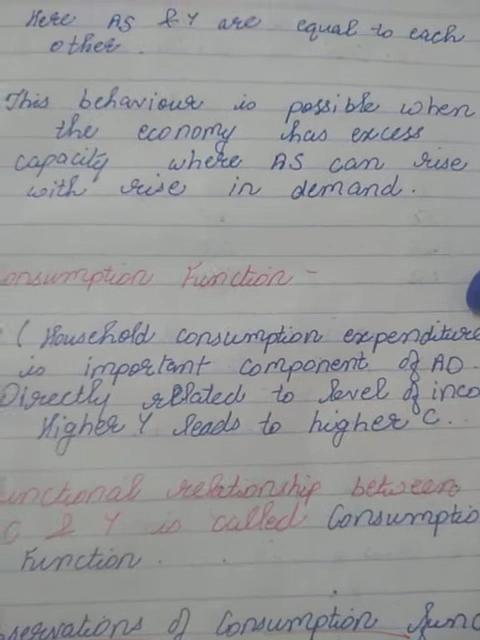 Here AS & Y are equal to each
other.
This behaviour is possible when
the economy has excess
capacity where AS can rise
with rise in demand.
onsumption Function -
( Household consumption expenditure
is important component of AD.
Directly related to level of inco
Higher Y leads to higher C..
unctional relationship between
C & Y is called Consumptio
Function.
servations of Consumption Func